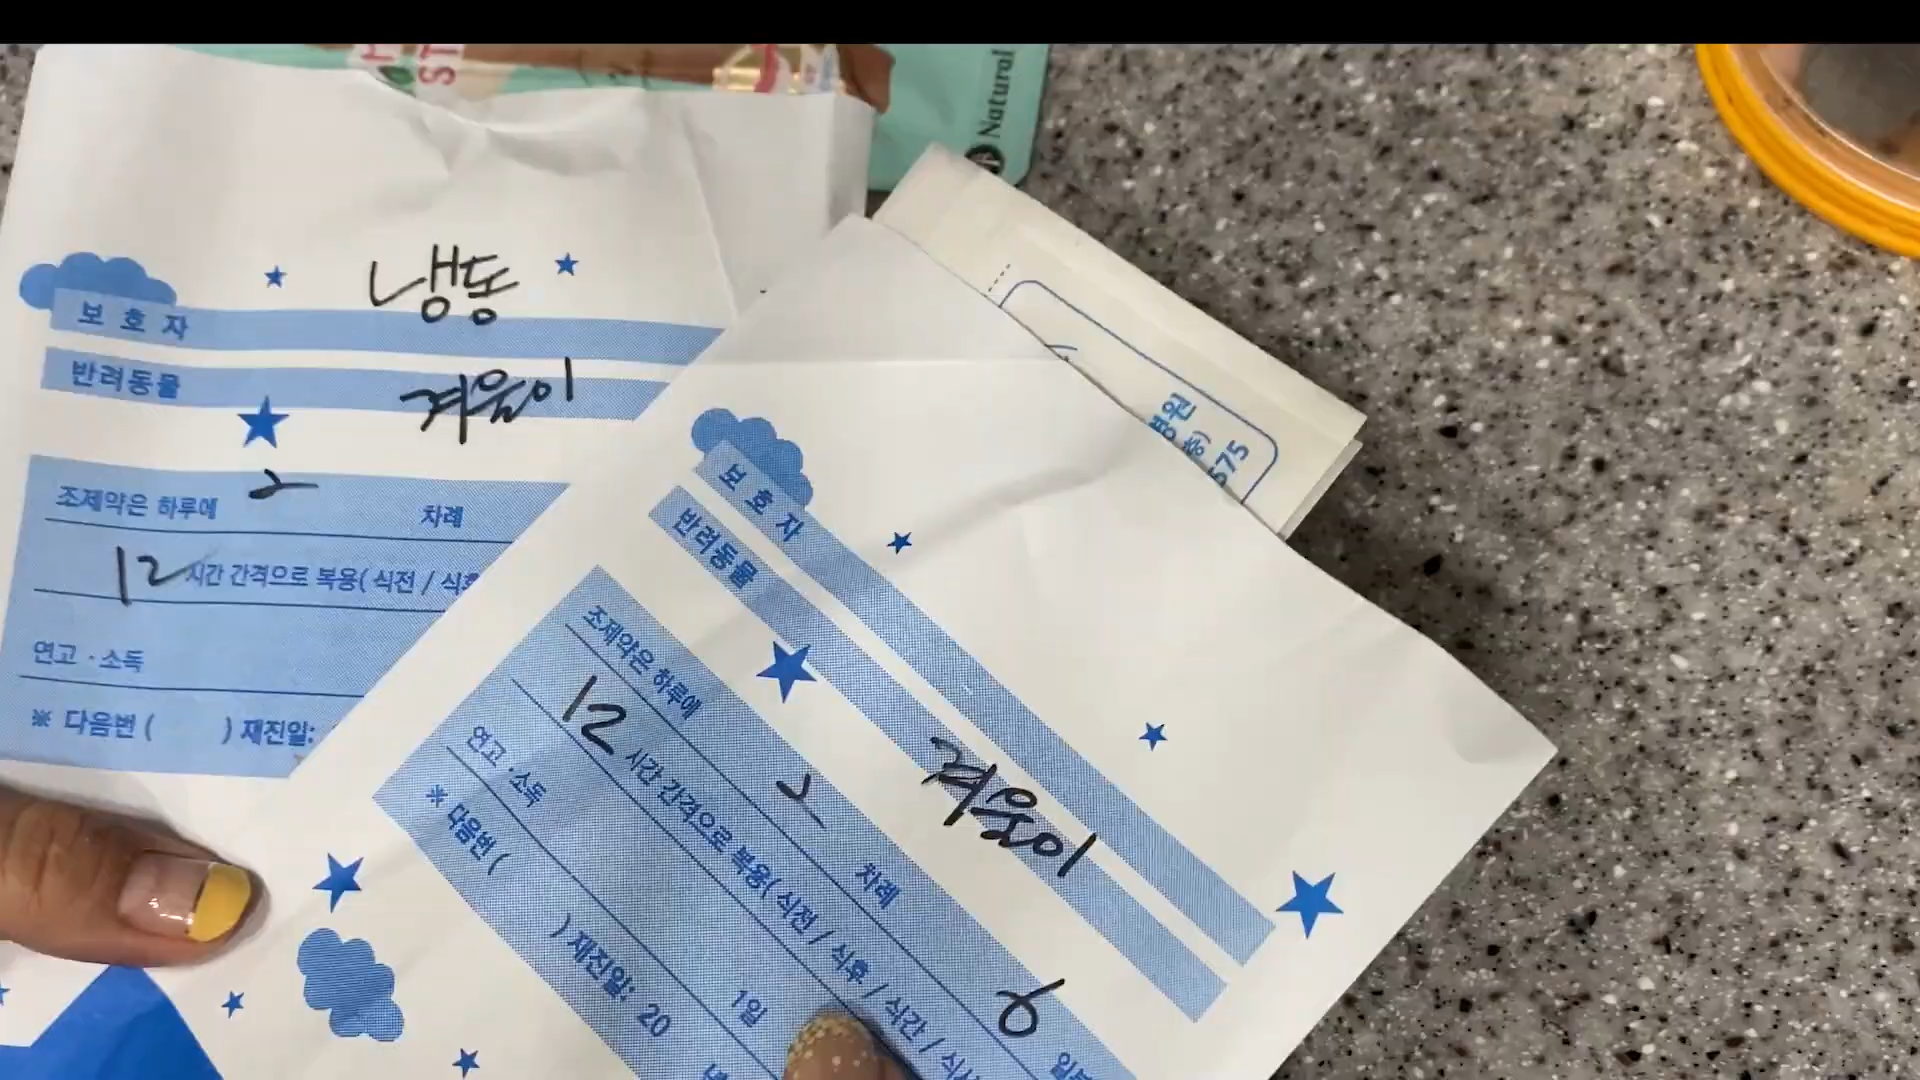 Natural
냉동
보호자
반려동물 겨울이
조제약은 하루에 2 차례
12 시간 간격으로 복용( 식전 / 식후
연고 · 소독
※ 다음번 ( ) 재진일:
575
보호자
반려동물 겨울이
조제약은 하루에 2 차례 6 일분
12 시간 간격으로 복용( 식전 / 식후 / 식간 /
연고 · 소독 1일
※ 다음번 ( ) 재진일: 20